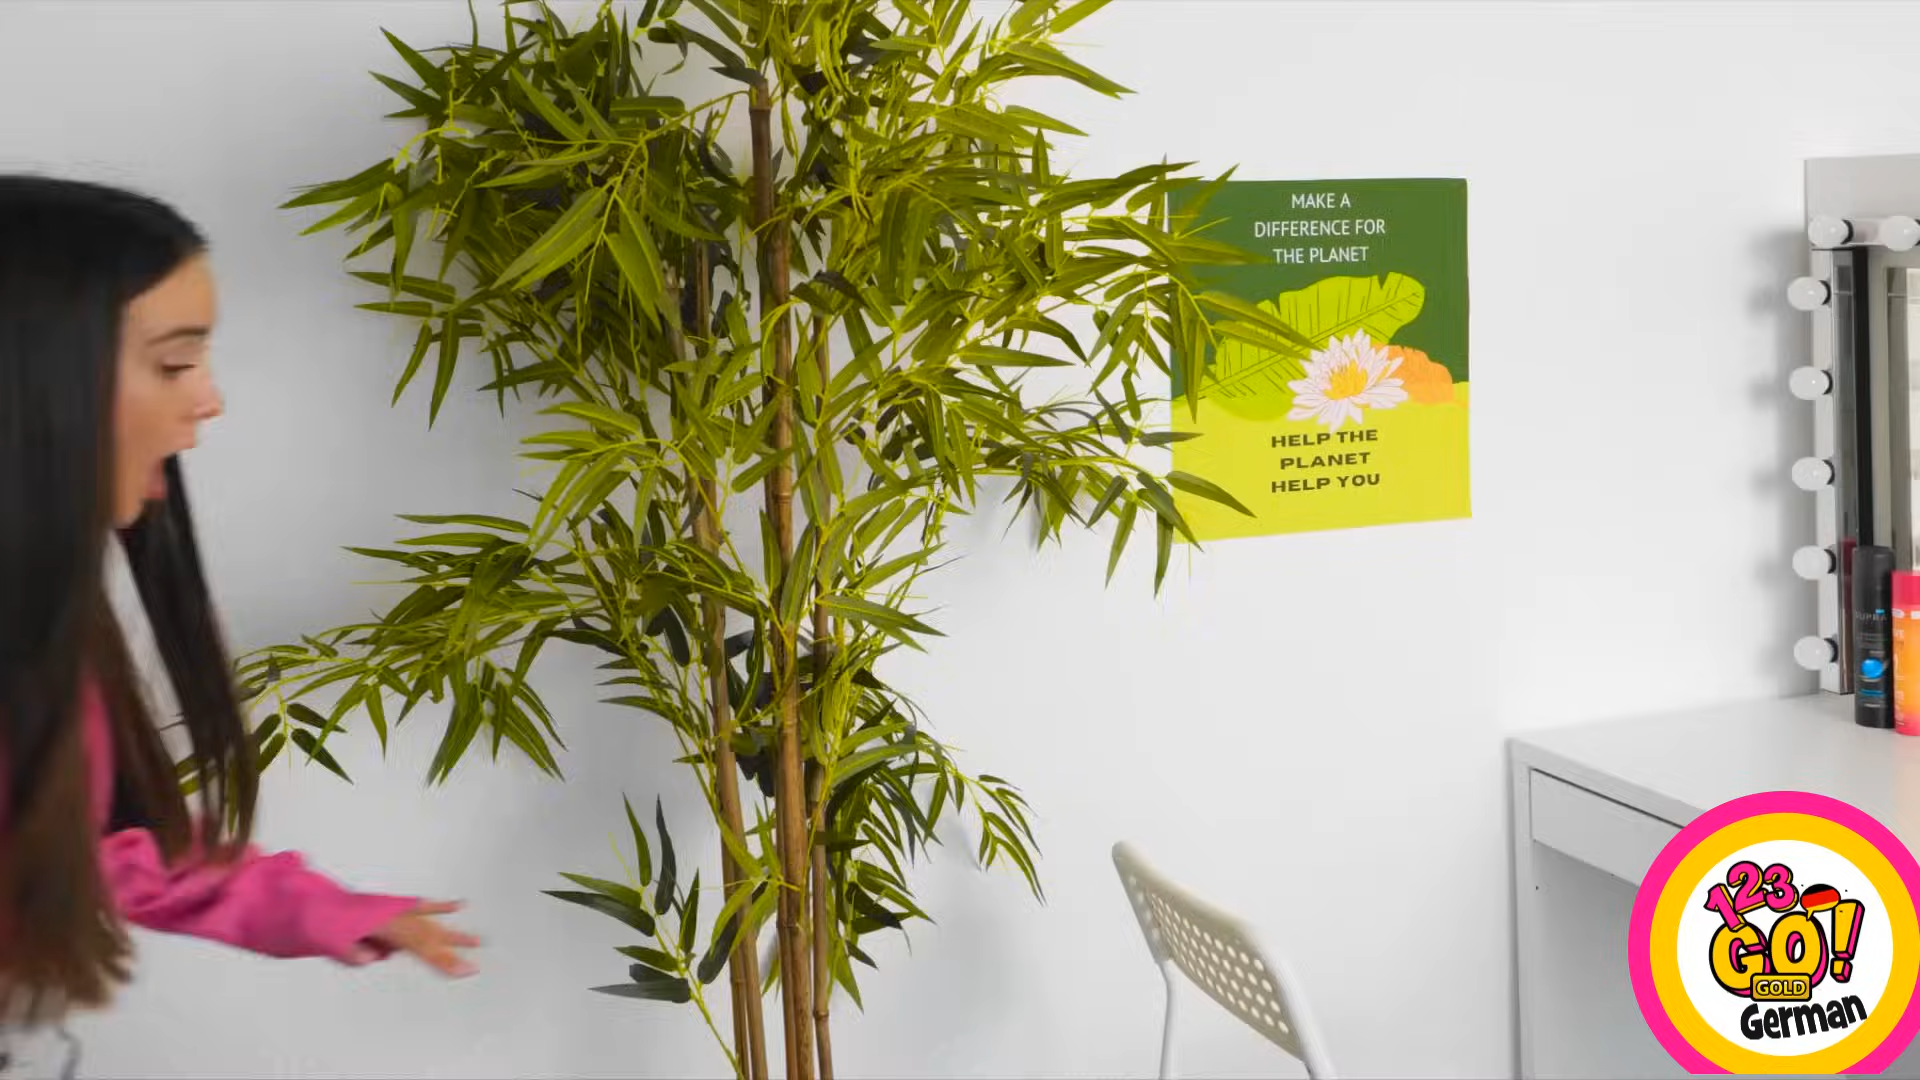 MAKE A
DIFFERENCE FOR
THE PLANET
HELP THE
PLANET
HELP YOU
123
GO!
GOLD
German